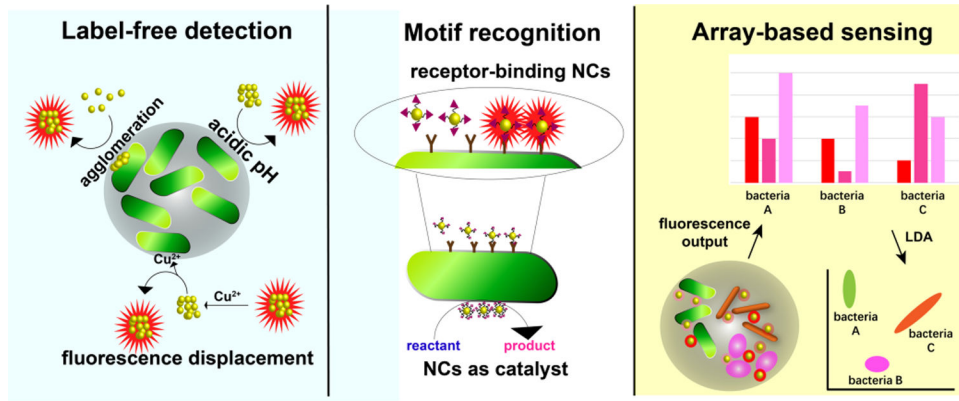 Label-free detection
agglomeration
acidic pH
Cu²⁺
Cu²⁺
fluorescence displacement
Motif recognition
receptor-binding NCs
reactant
product
NCs as catalyst
Array-based sensing
bacteria
A
bacteria
B
bacteria
C
fluorescence
output
LDA
bacteria
A
bacteria
C
bacteria B